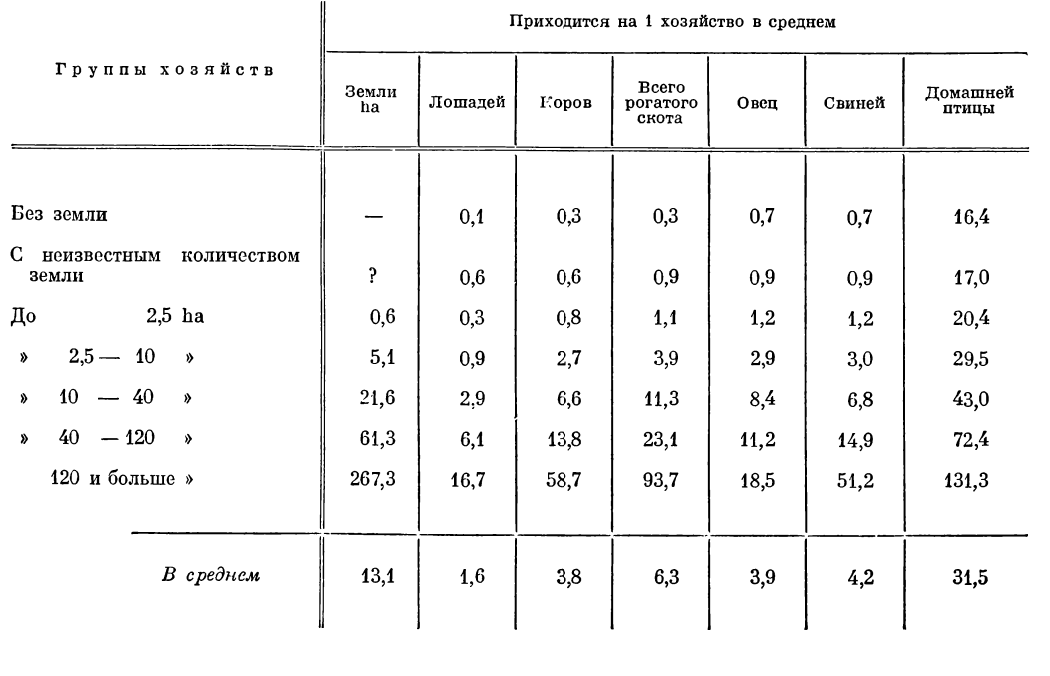 Группы хозяйств
Приходится на 1 хозяйство в среднем
Земли ha
Лошадей
Коров
Всего рогатого скота
Овец
Свиней
Домашней птицы
Без земли — 0,1 0,3 0,3 0,7 0,7 16,4
С неизвестным количеством
земли ? 0,6 0,6 0,9 0,9 0,9 17,0
До 2,5 ha 0,6 0,3 0,8 1,1 1,2 1,2 20,4
» 2,5 — 10 » 5,1 0,9 2,7 3,9 2,9 3,0 29,5
» 10 — 40 » 21,6 2,9 6,6 11,3 8,4 6,8 43,0
» 40 — 120 » 61,3 6,1 13,8 23,1 11,2 14,9 72,4
120 и больше » 267,3 16,7 58,7 93,7 18,5 51,2 131,3
В среднем 13,1 1,6 3,8 6,3 3,9 4,2 31,5